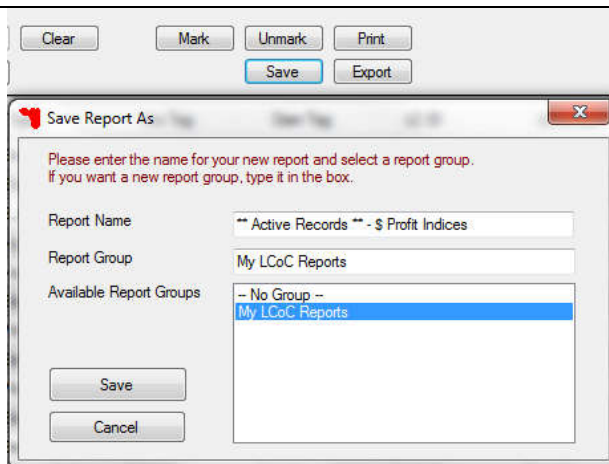 Clear Mark Unmark Print
Save Export
Save Report As
Please enter the name for your new report and select a report group.
If you want a new report group, type it in the box.
Report Name ** Active Records ** - $ Profit Indices
Report Group My LCoC Reports
Available Report Groups -- No Group --
My LCoC Reports
Save
Cancel